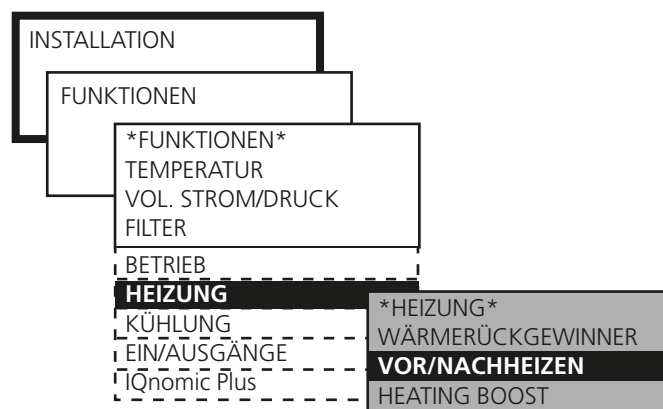 INSTALLATION
FUNKTIONEN
*FUNKTIONEN*
TEMPERATUR
VOL. STROM/DRUCK
FILTER
BETRIEB
HEIZUNG
KÜHLUNG
EIN/AUSGÄNGE
IQnomic Plus
*HEIZUNG*
WÄRMERÜCKGEWINNER
VOR/NACHHEIZEN
HEATING BOOST